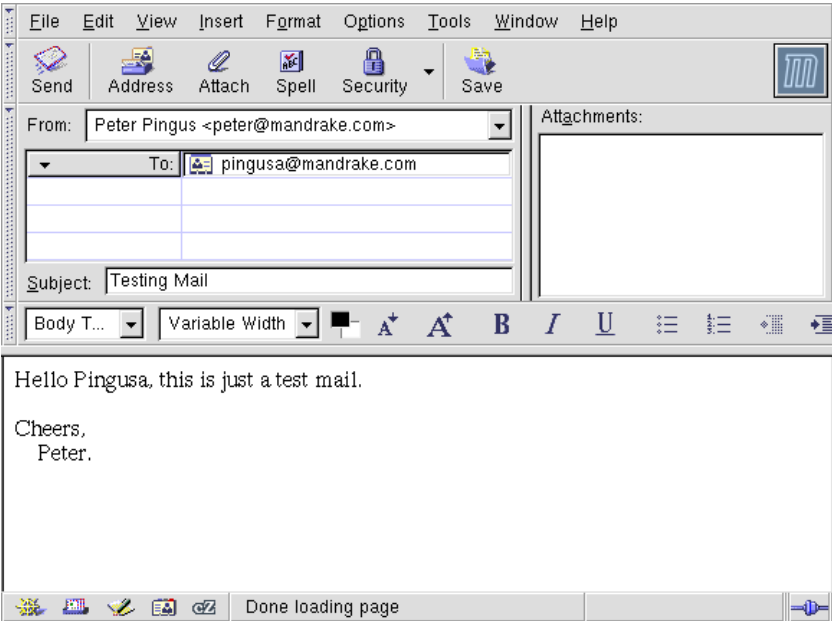 File Edit View Insert Format Options Tools Window Help
Send Address Attach Spell Security Save
From: Peter Pingus <peter@mandrake.com>
Attachments:
To: pingusa@mandrake.com
Subject: Testing Mail
Body T... Variable Width A A B I U
Hello Pingusa, this is just a test mail.
Cheers,
Peter.
Done loading page